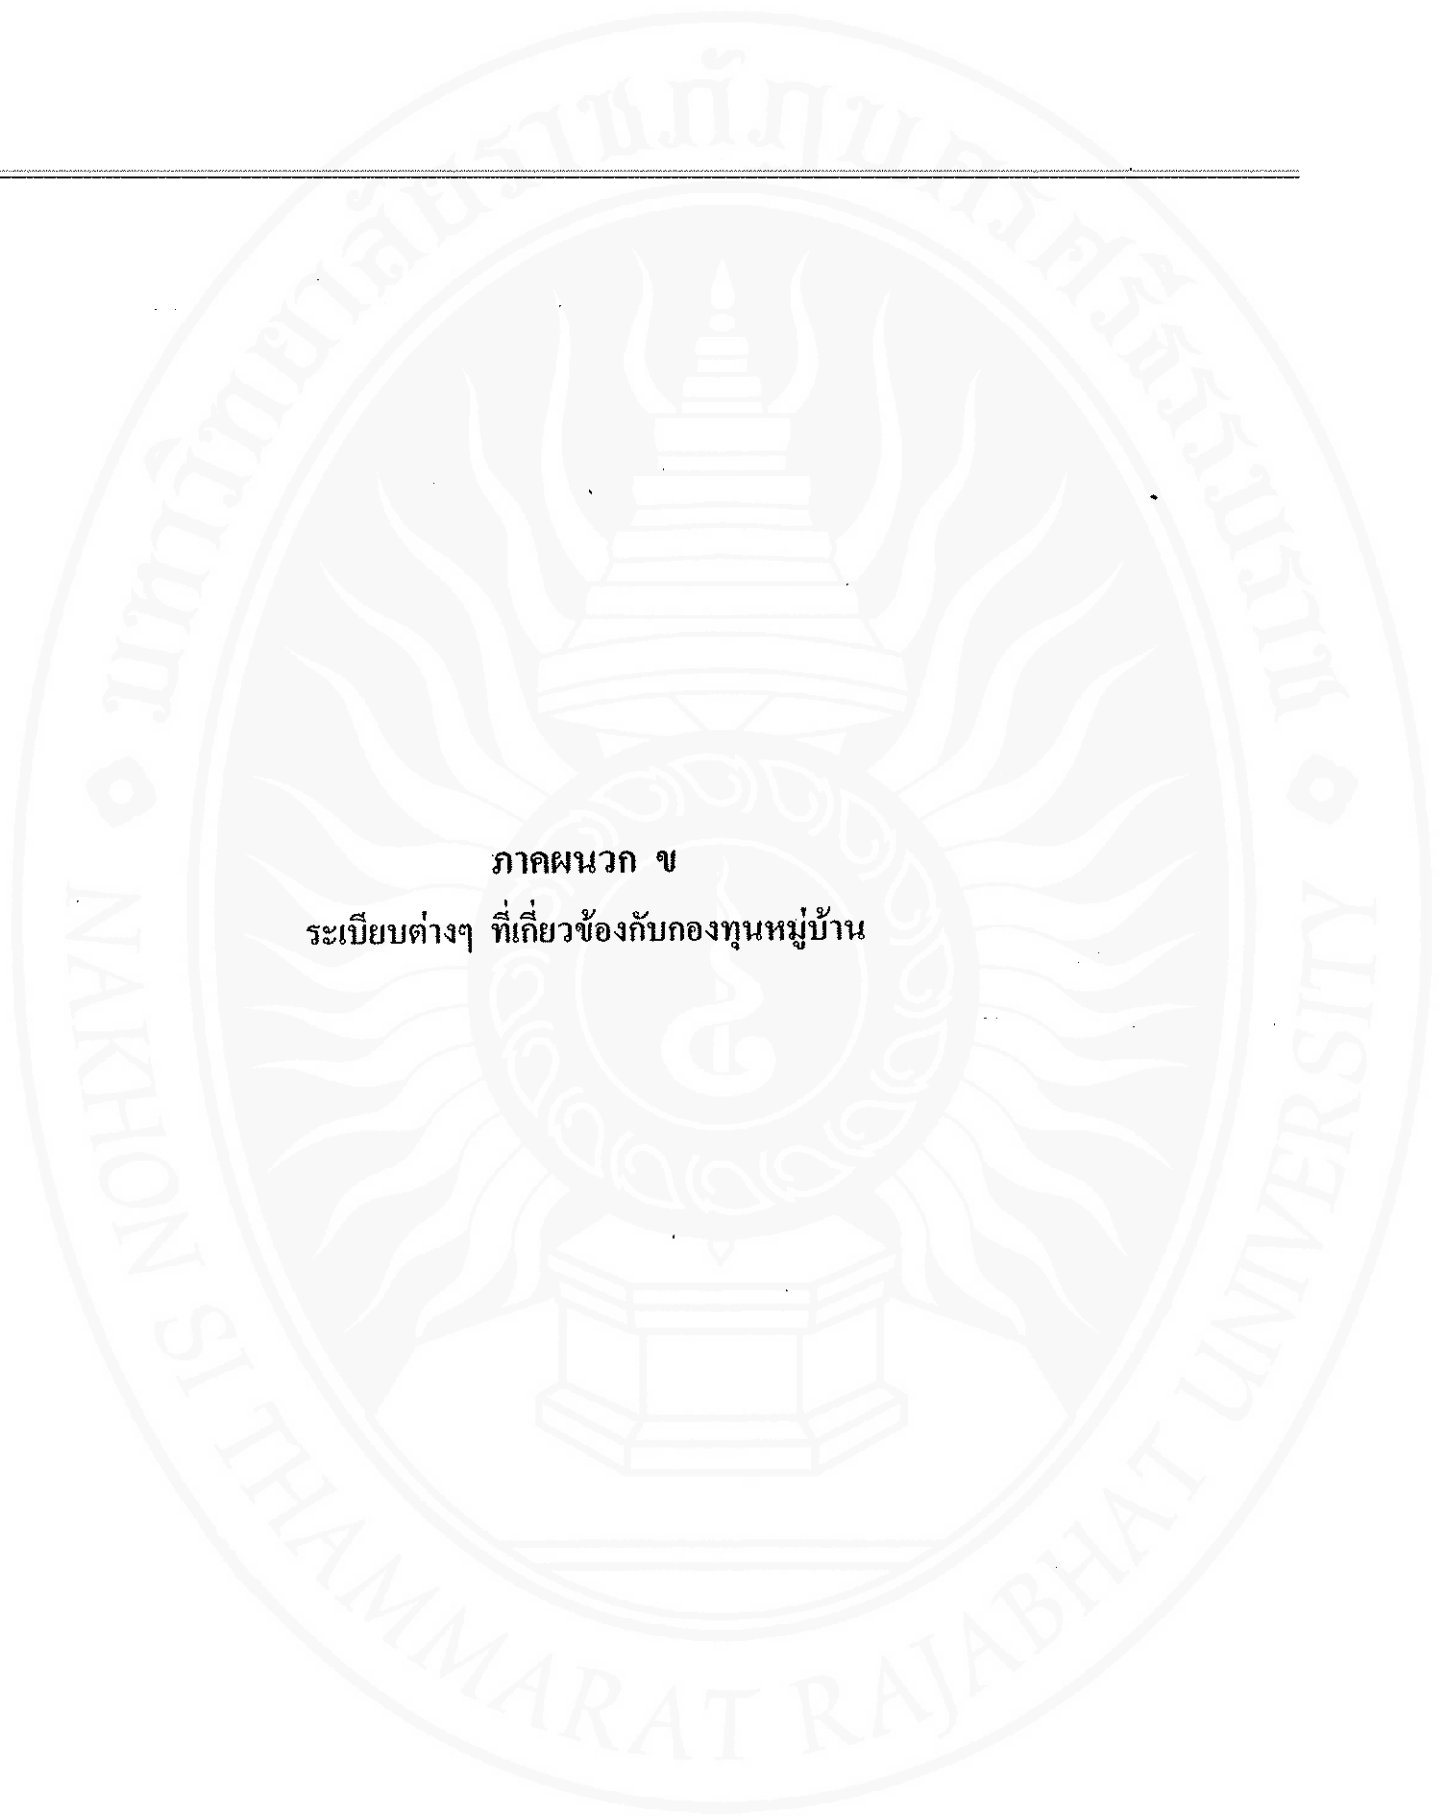 ภาคผนวก ข
ระเบียบต่างๆ ที่เกี่ยวข้องกับกองทุนหมู่บ้าน
มหาวิทยาลัยราชภัฏนครศรีธรรมราช
NAKHON SI THAMMARAT RAJABHAT UNIVERSITY